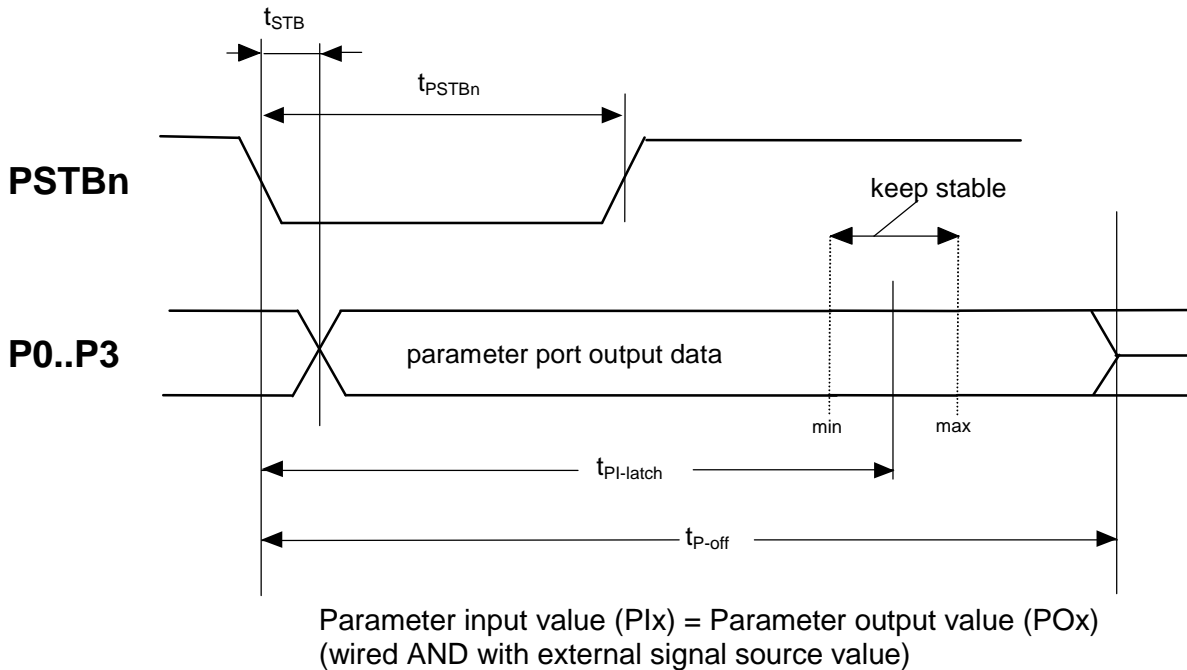 tSTB
tPSTBn
PSTBn
keep stable
P0..P3
parameter port output data
min
max
tPI-latch
tP-off
Parameter input value (PIx) = Parameter output value (POx)
(wired AND with external signal source value)